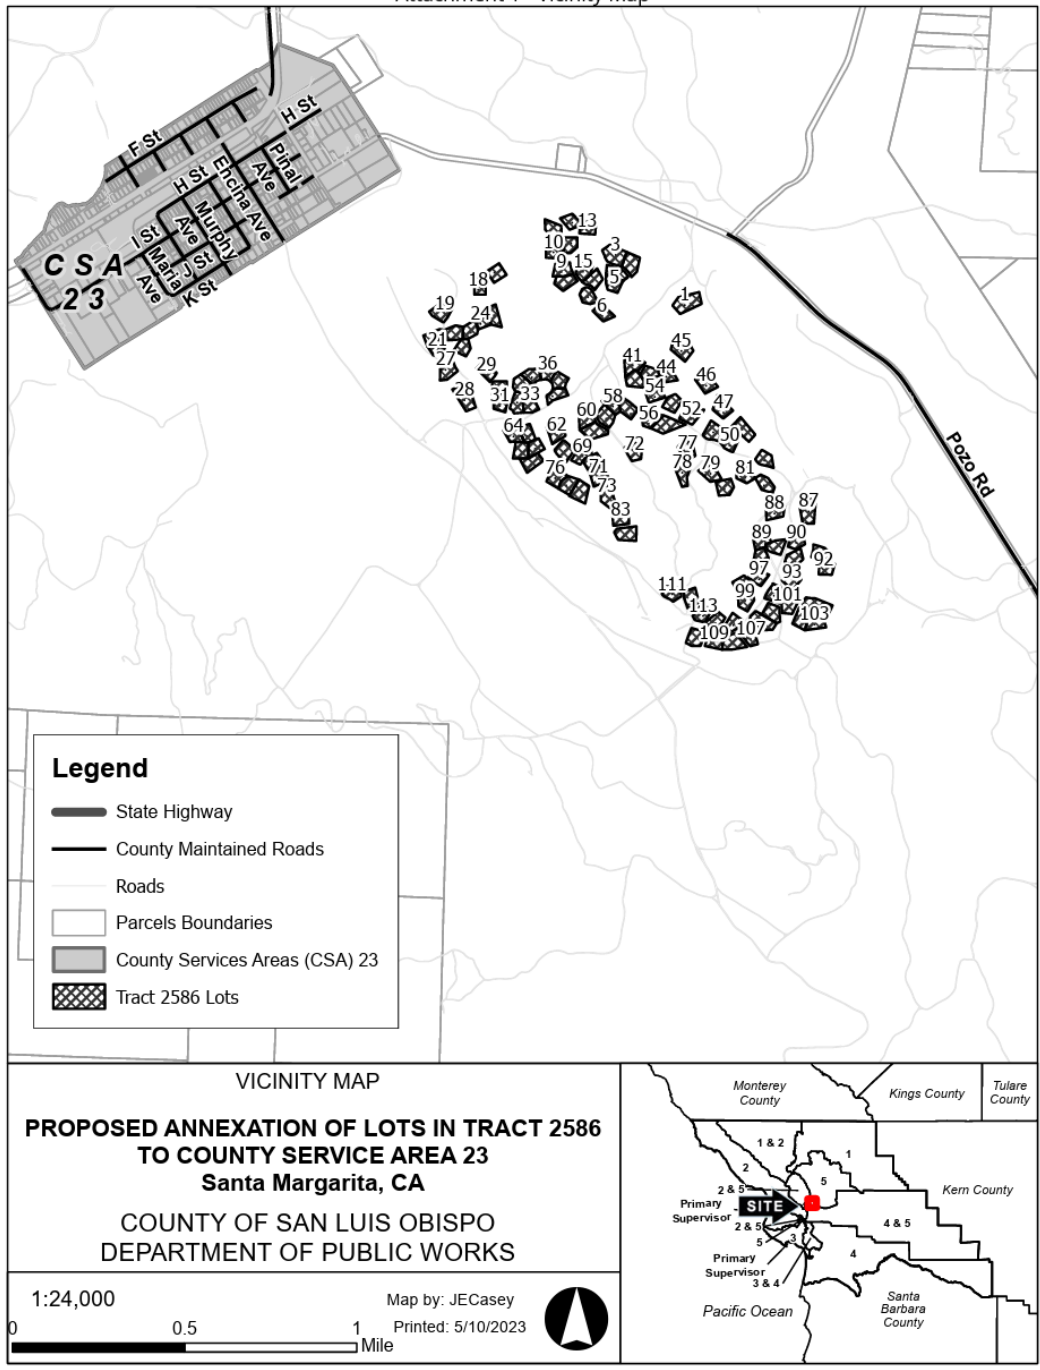 Attachment 1 - Vicinity Map
F St
H St
H St
Encina Ave
Pinal
Ave
I St
Murphy
Ave
J St
Maria
Ave
K St
CSA
23
13
10
3
9
15
5
18
6
1
19
24
21
45
27
29
36
41
44
46
28
31
33
54
58
47
60
56
52
64
62
50
69
72
77
76
71
78
79
81
73
83
88
87
89
90
97
92
93
111
99
101
113
103
109
107
Pozo Rd
Legend
State Highway
County Maintained Roads
Roads
Parcels Boundaries
County Services Areas (CSA) 23
Tract 2586 Lots
VICINITY MAP
PROPOSED ANNEXATION OF LOTS IN TRACT 2586
TO COUNTY SERVICE AREA 23
Santa Margarita, CA
COUNTY OF SAN LUIS OBISPO
DEPARTMENT OF PUBLIC WORKS
1:24,000
Map by: JECasey
Printed: 5/10/2023
0 0.5 1
Mile
Monterey
County
Kings County
Tulare
County
1 & 2
1
2
5
2 & 5
Kern County
Primary
Supervisor
SITE
2 & 5
4 & 5
5
3
4
Primary
Supervisor
3 & 4
Pacific Ocean
Santa
Barbara
County